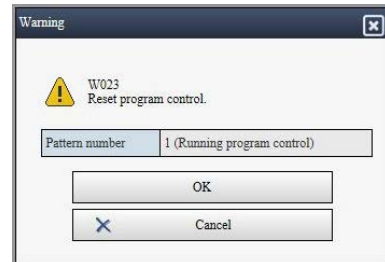 Warning
W023
Reset program control.
Pattern number 1 (Running program control)
OK
Cancel